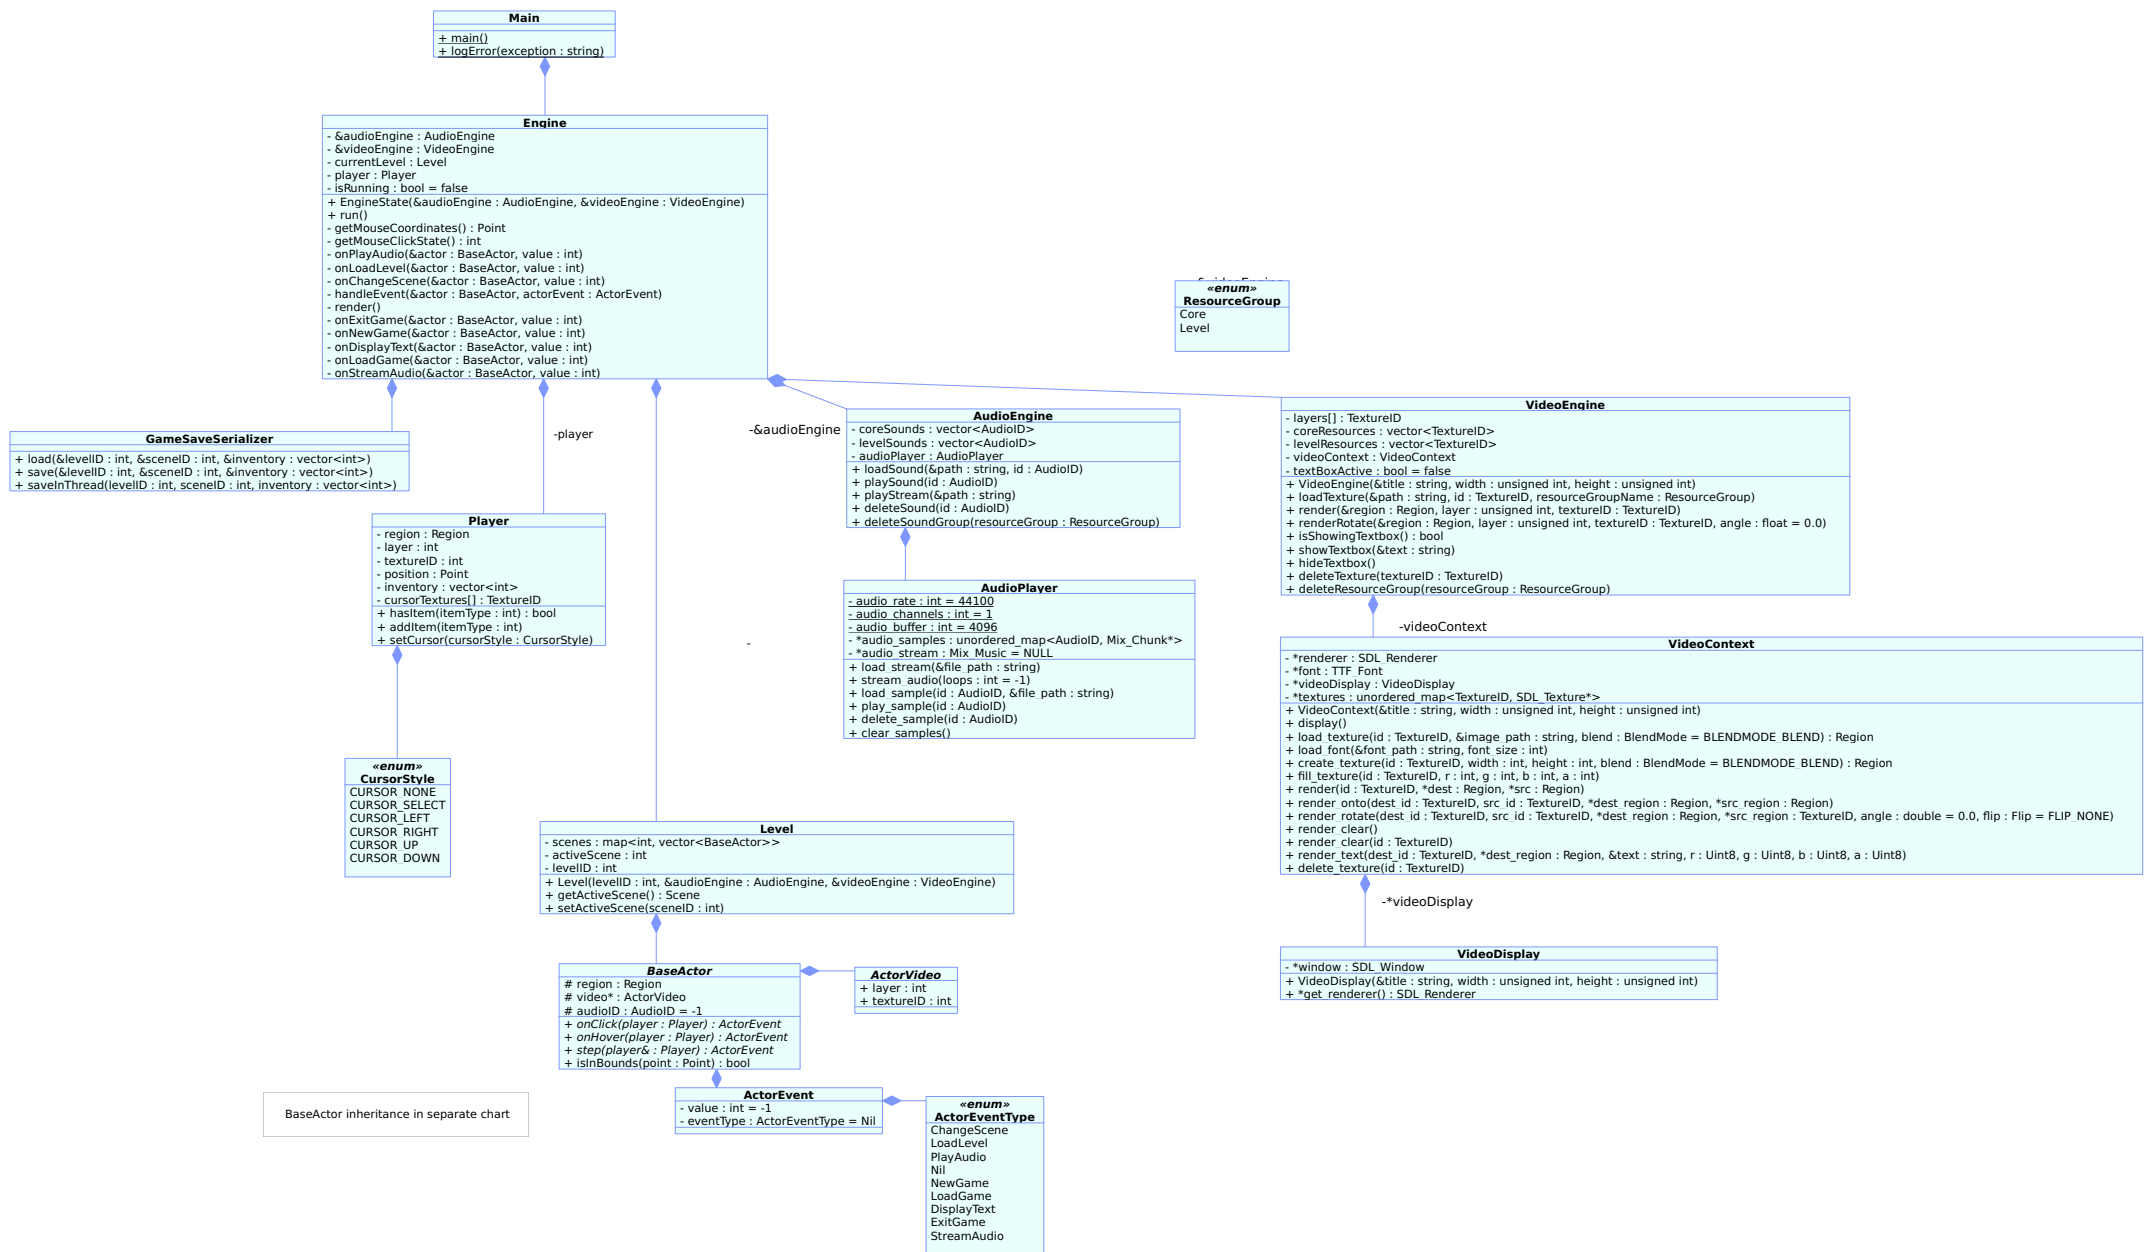 Main
+ main()
+ logError(exception : string)
Engine
- &audioEngine : AudioEngine
- &videoEngine : VideoEngine
- currentLevel : Level
- player : Player
- isRunning : bool = false
+ EngineState(&audioEngine : AudioEngine, &videoEngine : VideoEngine)
+ run()
- getMouseCoordinates() : Point
- getMouseClickState() : int
- onPlayAudio(&actor : BaseActor, value : int)
- onLoadLevel(&actor : BaseActor, value : int)
- onChangeScene(&actor : BaseActor, value : int)
- handleEvent(&actor : BaseActor, actorEvent : ActorEvent)
- render()
- onExitGame(&actor : BaseActor, value : int)
- onNewGame(&actor : BaseActor, value : int)
- onDisplayText(&actor : BaseActor, value : int)
- onLoadGame(&actor : BaseActor, value : int)
- onStreamAudio(&actor : BaseActor, value : int)
«enum»
ResourceGroup
Core
Level
GameSaveSerializer
+ load(&levelID : int, &sceneID : int, &inventory : vector<int>)
+ save(&levelID : int, &sceneID : int, &inventory : vector<int>)
+ saveInThread(levelID : int, sceneID : int, inventory : vector<int>)
-player
-&audioEngine
Player
- region : Region
- layer : int
- textureID : int
- position : Point
- inventory : vector<int>
- cursorTextures[] : TextureID
+ hasItem(itemType : int) : bool
+ addItem(itemType : int)
+ setCursor(cursorStyle : CursorStyle)
«enum»
CursorStyle
CURSOR_NONE
CURSOR_SELECT
CURSOR_LEFT
CURSOR_RIGHT
CURSOR_UP
CURSOR_DOWN
AudioEngine
- coreSounds : vector<AudioID>
- levelSounds : vector<AudioID>
- audioPlayer : AudioPlayer
+ loadSound(&path : string, id : AudioID)
+ playSound(id : AudioID)
+ playStream(&path : string)
+ deleteSound(id : AudioID)
+ deleteSoundGroup(resourceGroup : ResourceGroup)
AudioPlayer
- audio_rate : int = 44100
- audio_channels : int = 1
- audio_buffer : int = 4096
- *audio_samples : unordered_map<AudioID, Mix_Chunk*>
- *audio_stream : Mix_Music = NULL
+ load_stream(&file_path : string)
+ stream_audio(loops : int = -1)
+ load_sample(id : AudioID, &file_path : string)
+ play_sample(id : AudioID)
+ delete_sample(id : AudioID)
+ clear_samples()
-
VideoEngine
- layers[] : TextureID
- coreResources : vector<TextureID>
- levelResources : vector<TextureID>
- videoContext : VideoContext
- textBoxActive : bool = false
+ VideoEngine(&title : string, width : unsigned int, height : unsigned int)
+ loadTexture(&path : string, id : TextureID, resourceGroupName : ResourceGroup)
+ render(&region : Region, layer : unsigned int, textureID : TextureID)
+ renderRotate(&region : Region, layer : unsigned int, textureID : TextureID, angle : float = 0.0)
+ isShowingTextbox() : bool
+ showTextbox(&text : string)
+ hideTextbox()
+ deleteTexture(textureID : TextureID)
+ deleteResourceGroup(resourceGroup : ResourceGroup)
-videoContext
VideoContext
- *renderer : SDL_Renderer
- *font : TTF_Font
- *videoDisplay : VideoDisplay
- *textures : unordered_map<TextureID, SDL_Texture*>
+ VideoContext(&title : string, width : unsigned int, height : unsigned int)
+ display()
+ load_texture(id : TextureID, &image_path : string, blend : BlendMode = BLENDMODE_BLEND) : Region
+ load_font(&font_path : string, font_size : int)
+ create_texture(id : TextureID, width : int, height : int, blend : BlendMode = BLENDMODE_BLEND) : Region
+ fill_texture(id : TextureID, r : int, g : int, b : int, a : int)
+ render(id : TextureID, *dest : Region, *src : Region)
+ render_onto(dest_id : TextureID, src_id : TextureID, *dest_region : Region, *src_region : Region)
+ render_rotate(dest_id : TextureID, src_id : TextureID, *dest_region : Region, *src_region : TextureID, angle : double = 0.0, flip : Flip = FLIP_NONE)
+ render_clear()
+ render_clear(id : TextureID)
+ render_text(dest_id : TextureID, *dest_region : Region, &text : string, r : Uint8, g : Uint8, b : Uint8, a : Uint8)
+ delete_texture(id : TextureID)
-*videoDisplay
VideoDisplay
- *window : SDL_Window
+ VideoDisplay(&title : string, width : unsigned int, height : unsigned int)
+ *get_renderer() : SDL_Renderer
Level
- scenes : map<int, vector<BaseActor>>
- activeScene : int
- levelID : int
+ Level(levelID : int, &audioEngine : AudioEngine, &videoEngine : VideoEngine)
+ getActiveScene() : Scene
+ setActiveScene(sceneID : int)
BaseActor
# region : Region
# video* : ActorVideo
# audioID : AudioID = -1
+ onClick(player : Player) : ActorEvent
+ onHover(player : Player) : ActorEvent
+ step(player& : Player) : ActorEvent
+ isInBounds(point : Point) : bool
ActorVideo
+ layer : int
+ textureID : int
ActorEvent
- value : int = -1
- eventType : ActorEventType = Nil
BaseActor inheritance in separate chart
«enum»
ActorEventType
ChangeScene
LoadLevel
PlayAudio
Nil
NewGame
LoadGame
DisplayText
ExitGame
StreamAudio